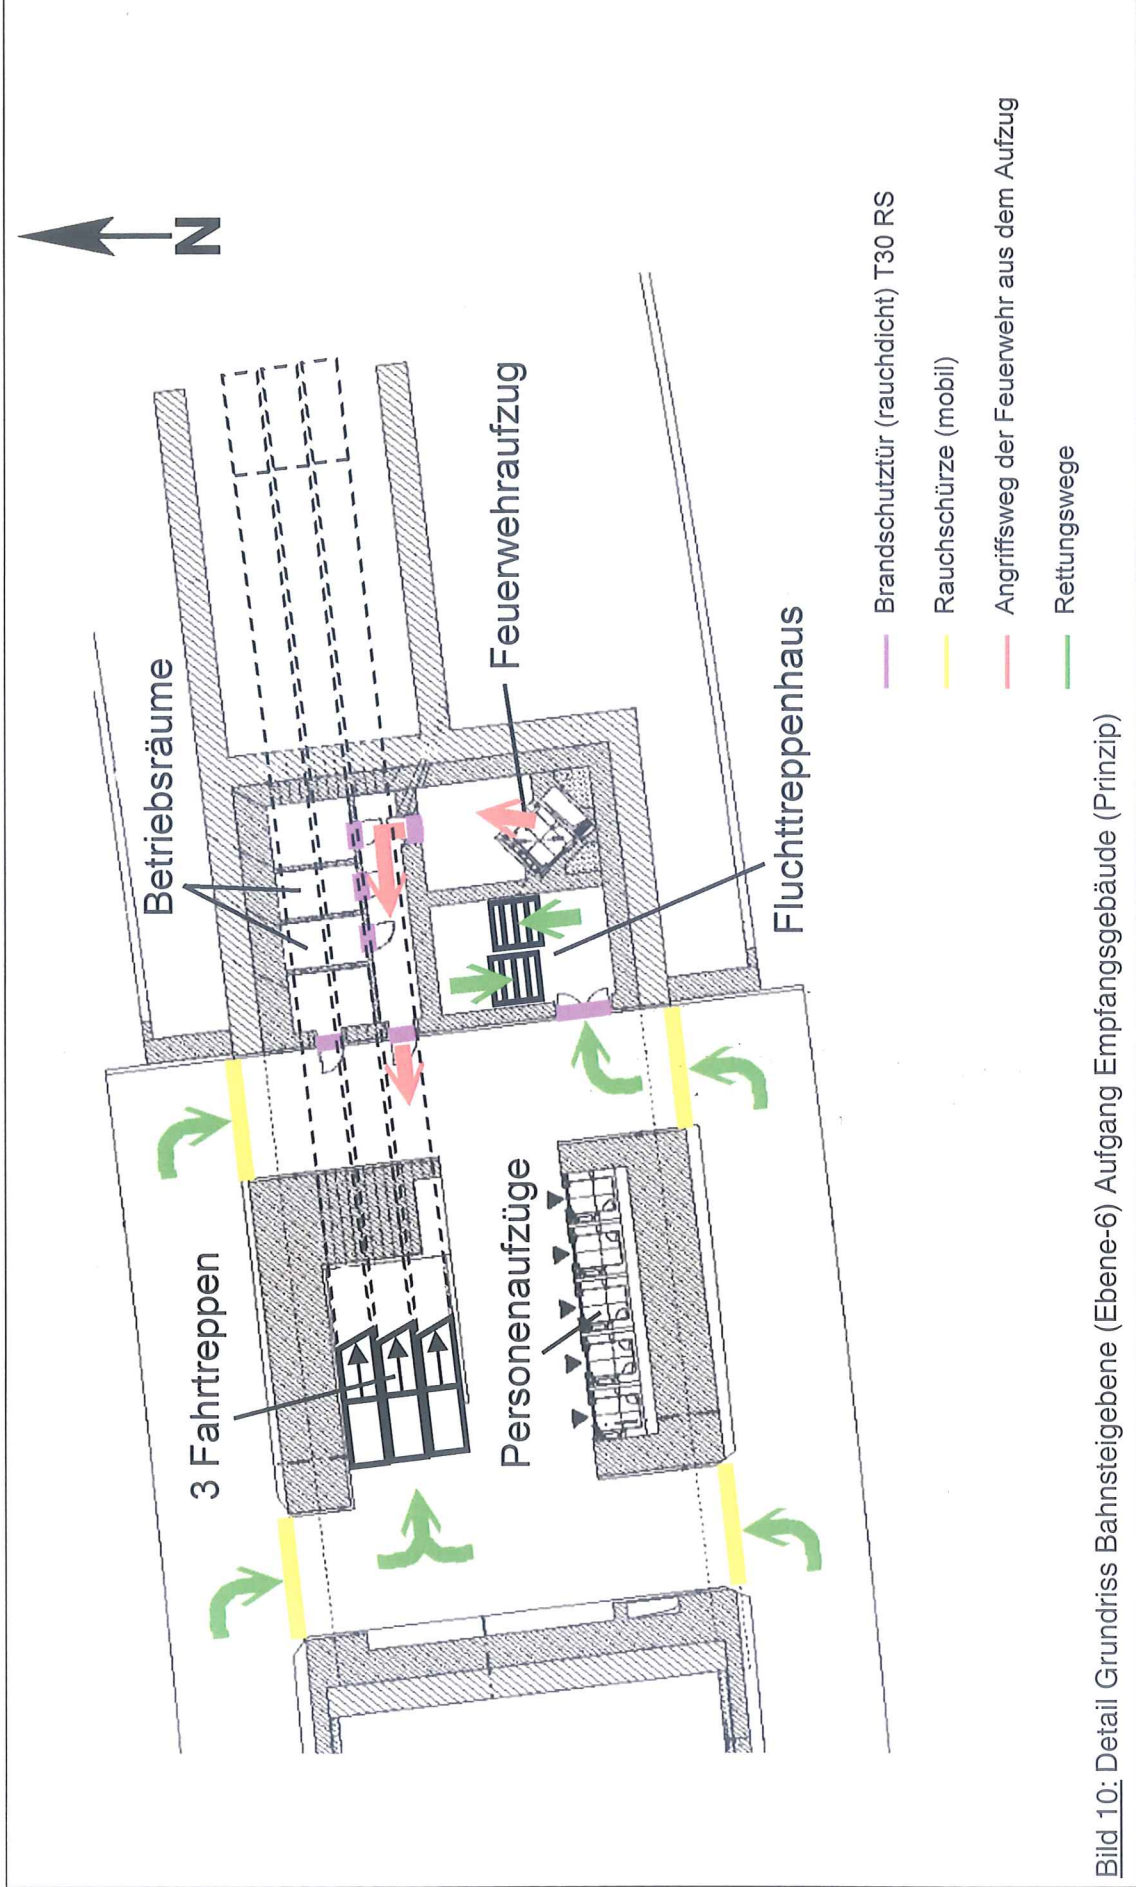 N
Betriebsräume
Feuerwehraufzug
3 Fahrtreppen
Personenaufzüge
Fluchttreppenhaus
Brandschutztür (rauchdicht) T30 RS
Rauchschürze (mobil)
Angriffsweg der Feuerwehr aus dem Aufzug
Rettungswege
Bild 10: Detail Grundriss Bahnsteigebene (Ebene-6) Aufgang Empfangsgebäude (Prinzip)